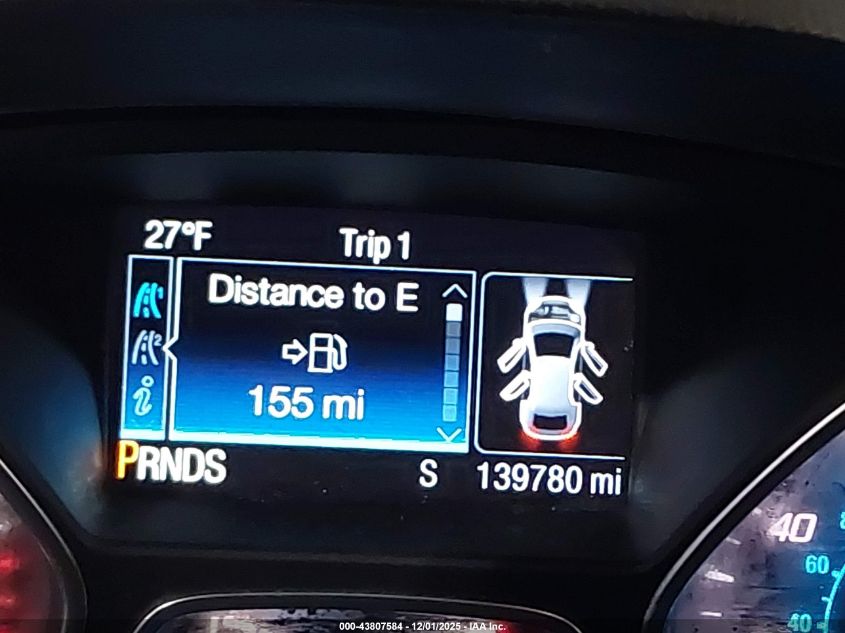 27°F Trip 1
Distance to E
155 mi
PRNDS S 139780 mi
40
60
40
000-43807584 - 12/01/2025 - IAA Inc.